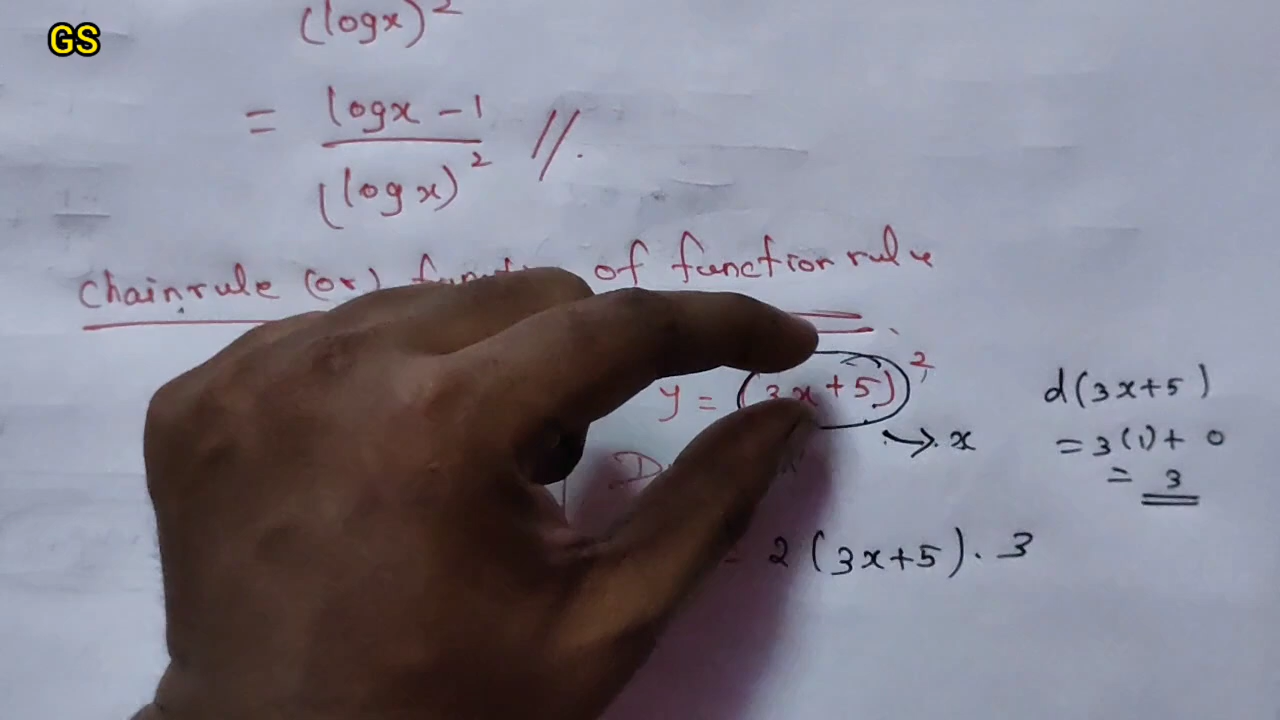 GS
(logx)²
= logx - 1
(logx)² //.
chainrule (or) of function rule
y = (3x+5)²
→ x
d(3x+5)
= 3(1) + 0
= 3
= 2(3x+5).3